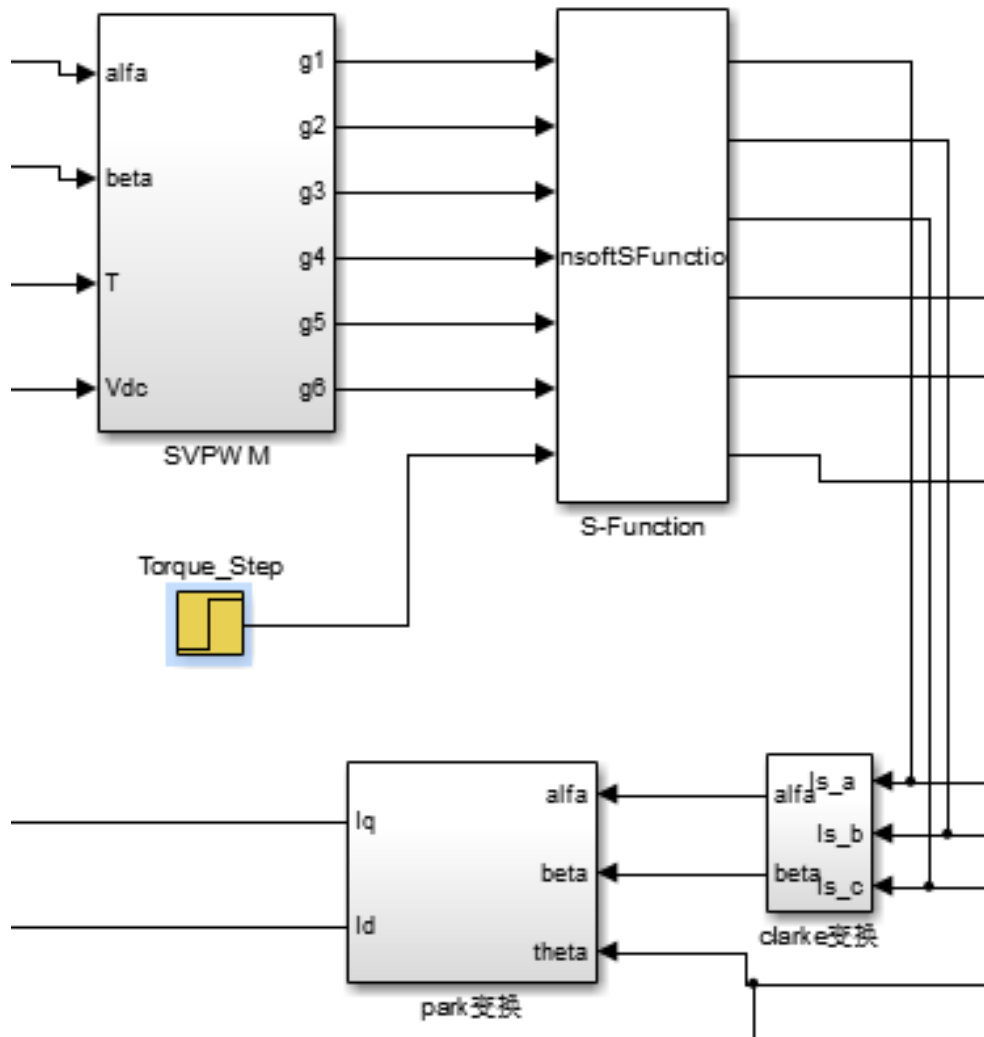 alfa
beta
T
Vdc
g1
g2
g3
g4
g5
g6
SVPW M
nsoftSFunctio
S-Function
Torque_Step
Iq
Id
alfa
beta
theta
park变换
alfa
beta
Is_a
Is_b
Is_c
clarke变换